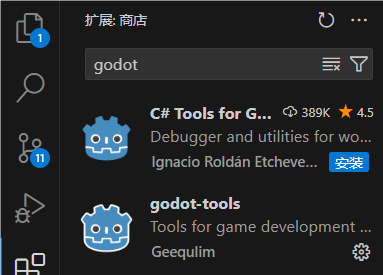 扩展: 商店
1
godot
C# Tools for G... 389K 4.5
Debugger and utilities for wo...
Ignacio Roldán Etcheve... 安装
11
godot-tools
Tools for game development ...
Geequlim